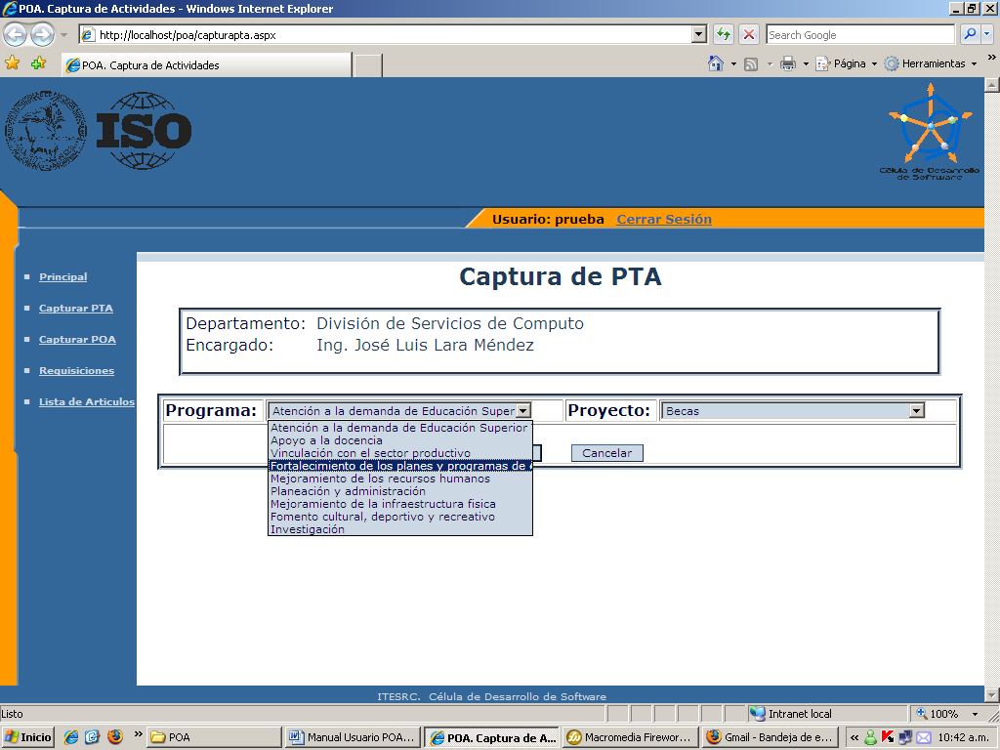 POA. Captura de Actividades - Windows Internet Explorer
http://localhost/poa/capturapta.aspx
Search Google
POA. Captura de Actividades
Página
Herramientas
»
ISO
Célula de Desarrollo
de Software
Usuario: prueba Cerrar Sesión
Principal
Capturar PTA
Capturar POA
Requisiciones
Lista de Articulos
Captura de PTA
Departamento: División de Servicios de Computo
Encargado: Ing. José Luis Lara Méndez
Programa: Atención a la demanda de Educación Super Proyecto: Becas
Atención a la demanda de Educación Superior
Apoyo a la docencia
Vinculación con el sector productivo
Fortalecimiento de los planes y programas de
Mejoramiento de los recursos humanos
Planeación y administración
Mejoramiento de la infraestructura fisica
Fomento cultural, deportivo y recreativo
Investigación
Cancelar
ITESRC. Célula de Desarrollo de Software
Listo Intranet local 100%
Inicio » POA Manual Usuario POA... POA. Captura de A... Macromedia Firewor... Gmail - Bandeja de e... « 10:42 a.m.